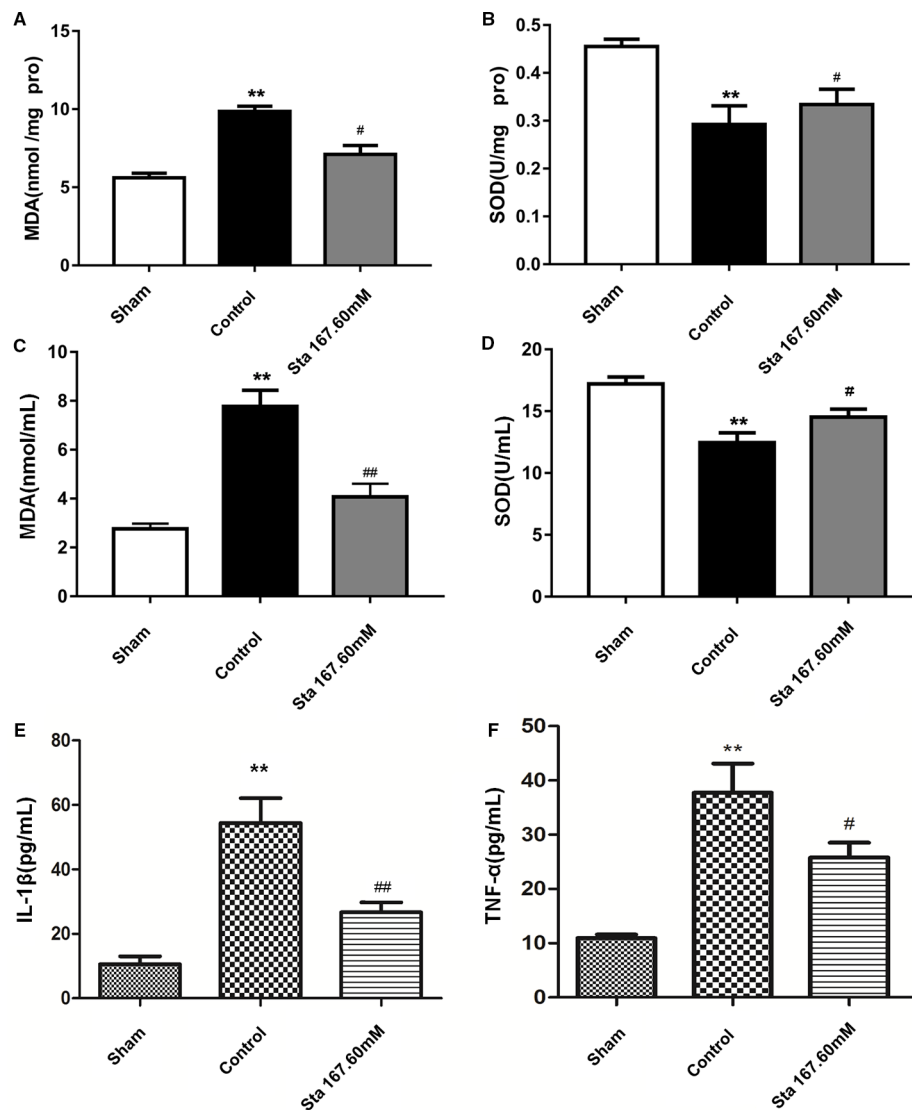 A
MDA(nmol /mg pro)
15
10
5
0
**
#
Sham
Control
Sta 167.60mM
B
SOD(U/mg pro)
0.5
0.4
0.3
0.2
0.1
0.0
**
#
Sham
Control
Sta 167.60mM
C
MDA(nmol/mL)
10
8
6
4
2
0
**
##
Sham
Control
Sta 167.60mM
D
SOD(U/mL)
20
15
10
5
0
**
#
Sham
Control
Sta 167.60mM
E
IL-1β(pg/mL)
80
60
40
20
0
**
##
Sham
Control
Sta 167.60mM
F
TNF-α(pg/mL)
50
40
30
20
10
0
**
#
Sham
Control
Sta 167.60mM